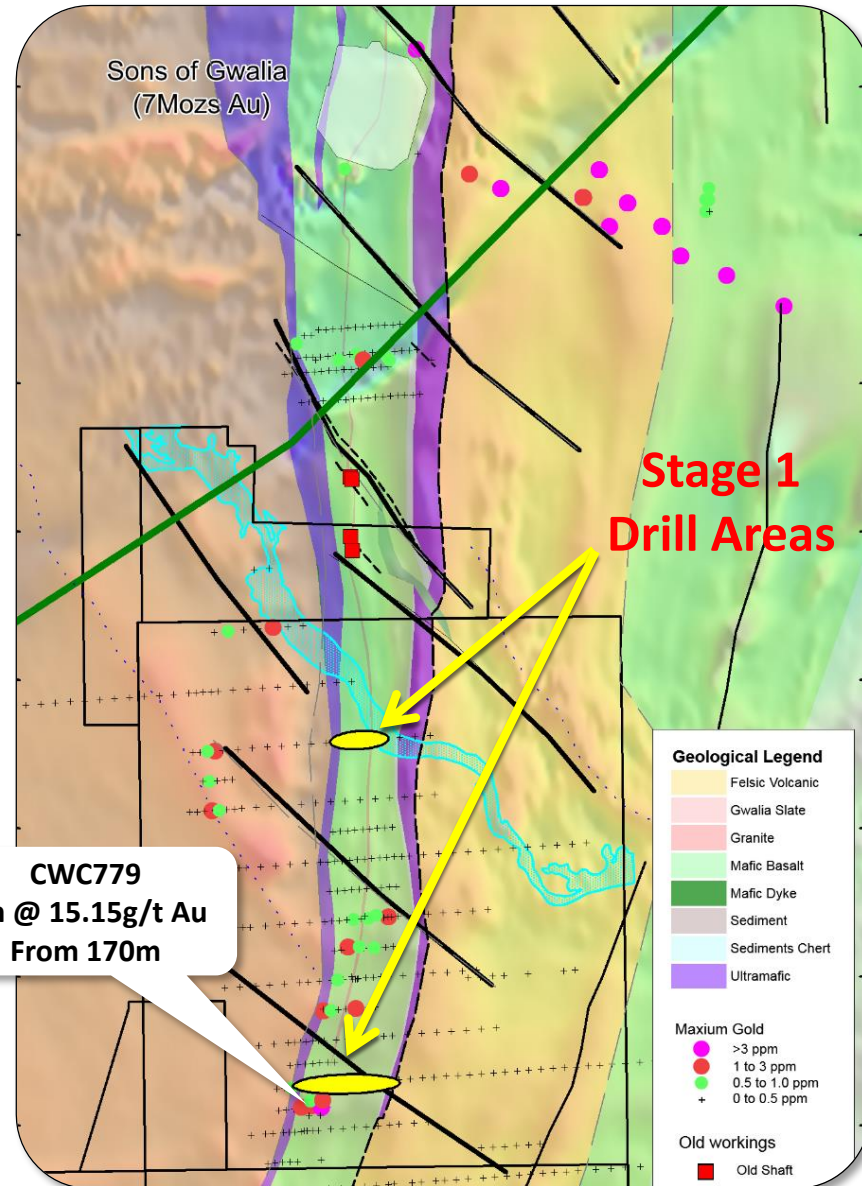 Sons of Gwalia
(7Mozs Au)
Stage 1
Drill Areas
CWC779
@ 15.15g/t Au
From 170m
Geological Legend
Felsic Volcanic
Gwalia Slate
Granite
Mafic Basalt
Mafic Dyke
Sediment
Sediments Chert
Ultramafic
Maxium Gold
>3 ppm
1 to 3 ppm
0.5 to 1.0 ppm
0 to 0.5 ppm
Old workings
Old Shaft